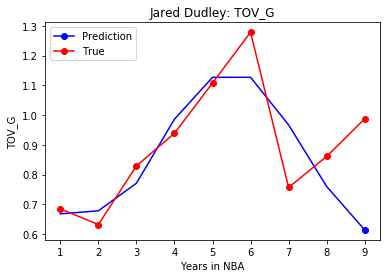 Jared Dudley: TOV_G
Prediction
True
1.3
1.2
1.1
1.0
0.9
0.8
0.7
0.6
TOV_G
1 2 3 4 5 6 7 8 9
Years in NBA